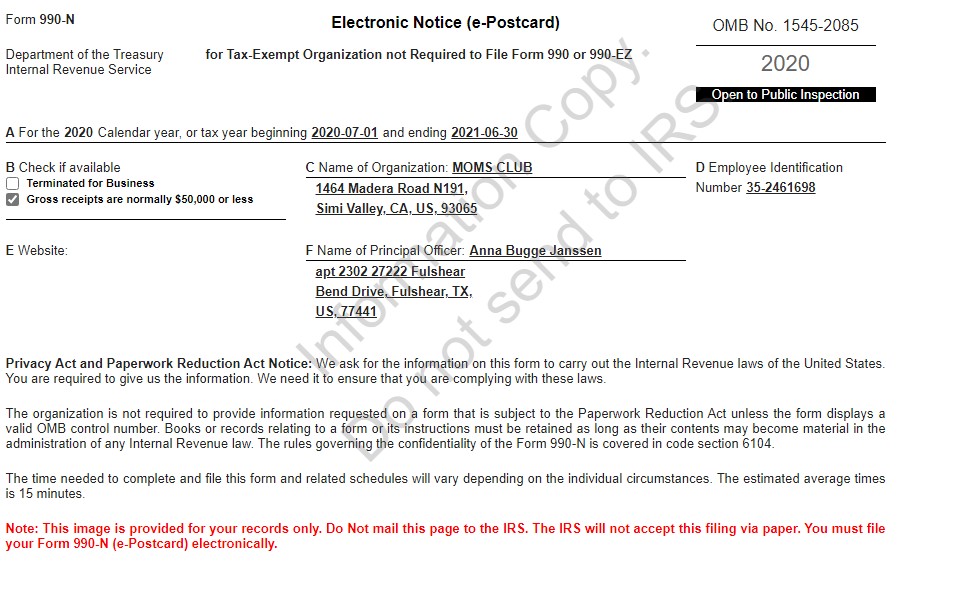 Form 990-N
Electronic Notice (e-Postcard)
OMB No. 1545-2085
Department of the Treasury
Internal Revenue Service
for Tax-Exempt Organization not Required to File Form 990 or 990-EZ
2020
Open to Public Inspection
A For the 2020 Calendar year, or tax year beginning 2020-07-01 and ending 2021-06-30
B Check if available
Terminated for Business
Gross receipts are normally $50,000 or less
C Name of Organization: MOMS CLUB
1464 Madera Road N191,
Simi Valley, CA, US, 93065
D Employee Identification
Number 35-2461698
E Website:
F Name of Principal Officer: Anna Bugge Janssen
apt 2302 27222 Fulshear
Bend Drive, Fulshear, TX,
US, 77441
Privacy Act and Paperwork Reduction Act Notice: We ask for the information on this form to carry out the Internal Revenue laws of the United States.
You are required to give us the information. We need it to ensure that you are complying with these laws.
The organization is not required to provide information requested on a form that is subject to the Paperwork Reduction Act unless the form displays a
valid OMB control number. Books or records relating to a form or its instructions must be retained as long as their contents may become material in the
administration of any Internal Revenue law. The rules governing the confidentiality of the Form 990-N is covered in code section 6104.
The time needed to complete and file this form and related schedules will vary depending on the individual circumstances. The estimated average times
is 15 minutes.
Note: This image is provided for your records only. Do Not mail this page to the IRS. The IRS will not accept this filing via paper. You must file
your Form 990-N (e-Postcard) electronically.
Information Copy.
Do not send to IRS